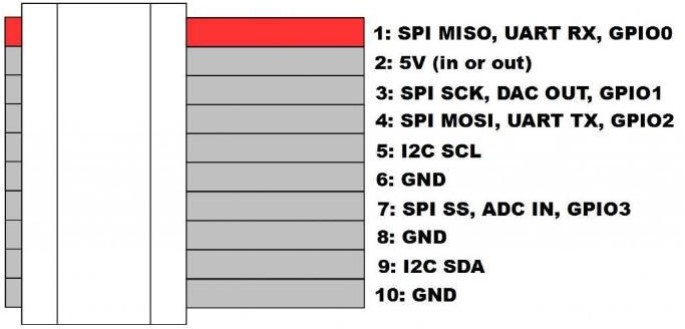 1: SPI MISO, UART RX, GPIO0
2: 5V (in or out)
3: SPI SCK, DAC OUT, GPIO1
4: SPI MOSI, UART TX, GPIO2
5: I2C SCL
6: GND
7: SPI SS, ADC IN, GPIO3
8: GND
9: I2C SDA
10: GND